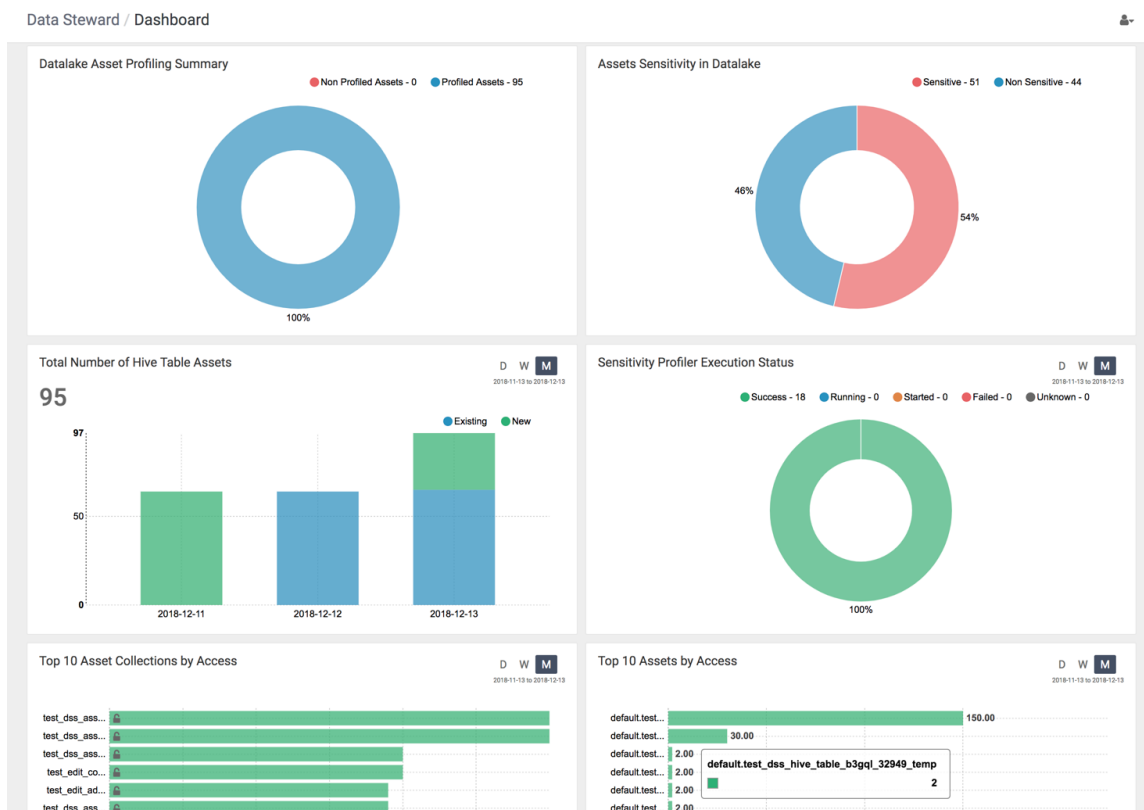 Data Steward / Dashboard
Datalake Asset Profiling Summary
Non Profiled Assets - 0 Profiled Assets - 95
100%
Assets Sensitivity in Datalake
Sensitive - 51 Non Sensitive - 44
46%
54%
Total Number of Hive Table Assets
D W M
2018-11-13 to 2018-12-13
95
Existing New
97
50
0
2018-12-11 2018-12-12 2018-12-13
Sensitivity Profiler Execution Status
D W M
2018-11-13 to 2018-12-13
Success - 18 Running - 0 Started - 0 Failed - 0 Unknown - 0
100%
Top 10 Asset Collections by Access
D W M
2018-11-13 to 2018-12-13
test_dss_ass...
test_dss_ass...
test_dss_ass...
test_edit_co...
test_edit_ad...
test_dss_ass...
Top 10 Assets by Access
D W M
2018-11-13 to 2018-12-13
default.test... 150.00
default.test... 30.00
default.test... 2.00
default.test... 2.00
default.test... 2.00
default.test... 2.00
default.test_dss_hive_table_b3gql_32949_temp
2